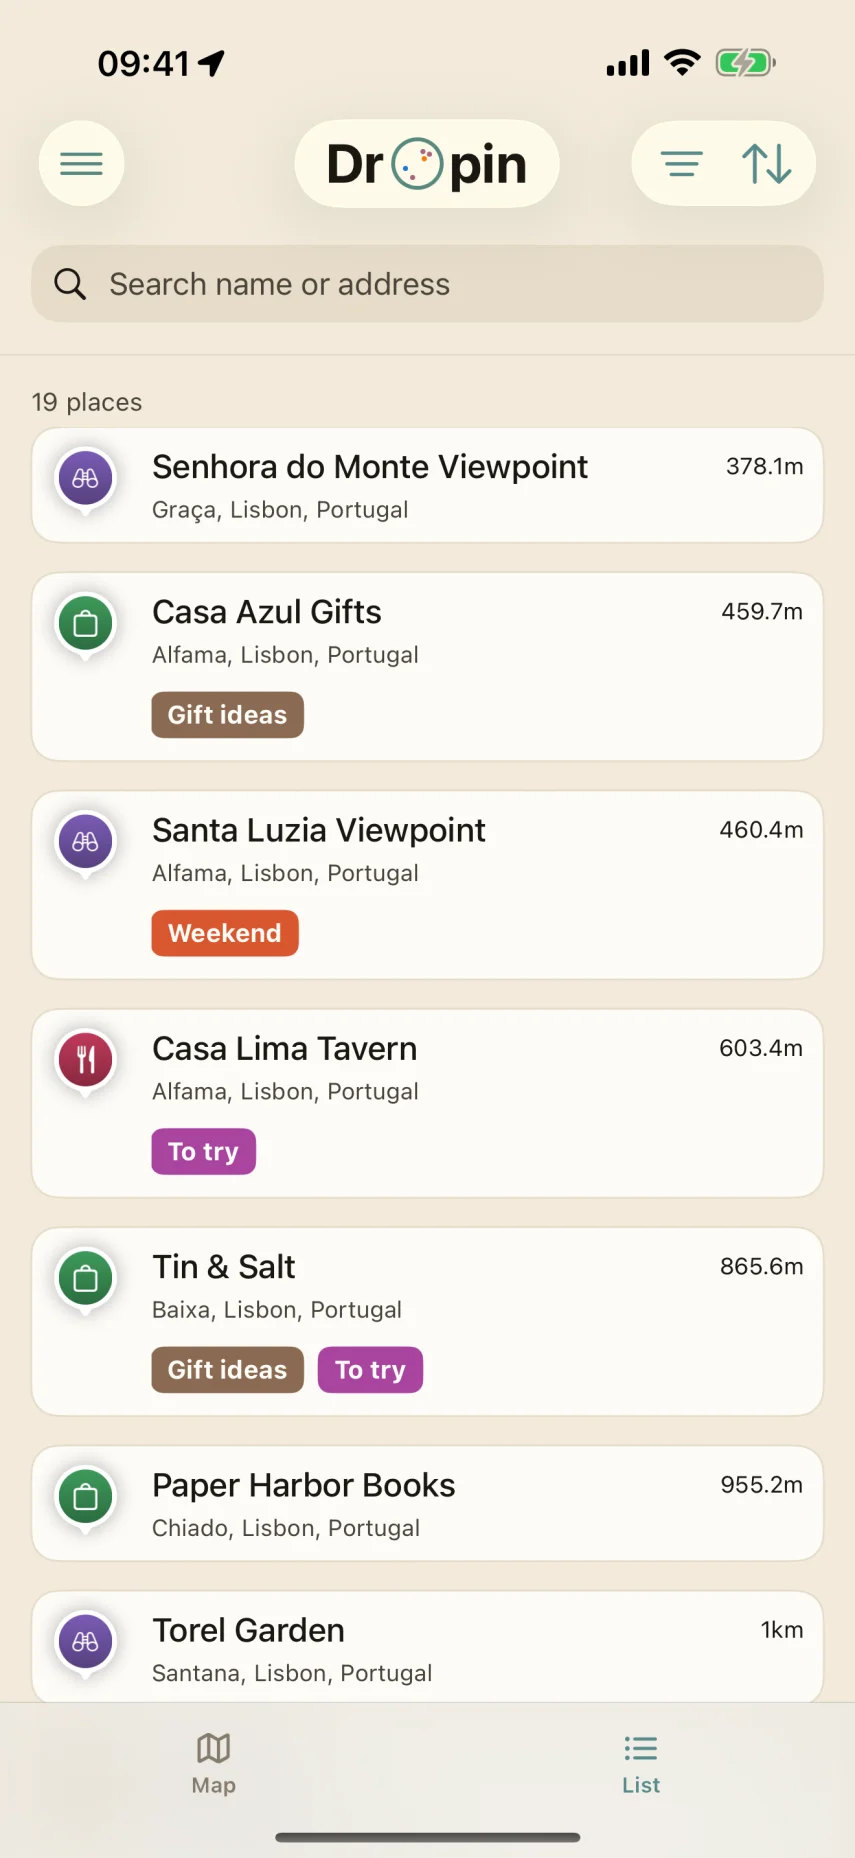 09:41
Dropin
Search name or address
19 places
Senhora do Monte Viewpoint
378.1m
Graça, Lisbon, Portugal
Casa Azul Gifts
459.7m
Alfama, Lisbon, Portugal
Gift ideas
Santa Luzia Viewpoint
460.4m
Alfama, Lisbon, Portugal
Weekend
Casa Lima Tavern
603.4m
Alfama, Lisbon, Portugal
To try
Tin & Salt
865.6m
Baixa, Lisbon, Portugal
Gift ideas To try
Paper Harbor Books
955.2m
Chiado, Lisbon, Portugal
Torel Garden
1km
Santana, Lisbon, Portugal
Map
List